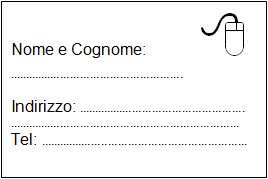 Nome e Cognome:
.......................................................
Indirizzo: .....................................................
.........................................................................
Tel: ..................................................................